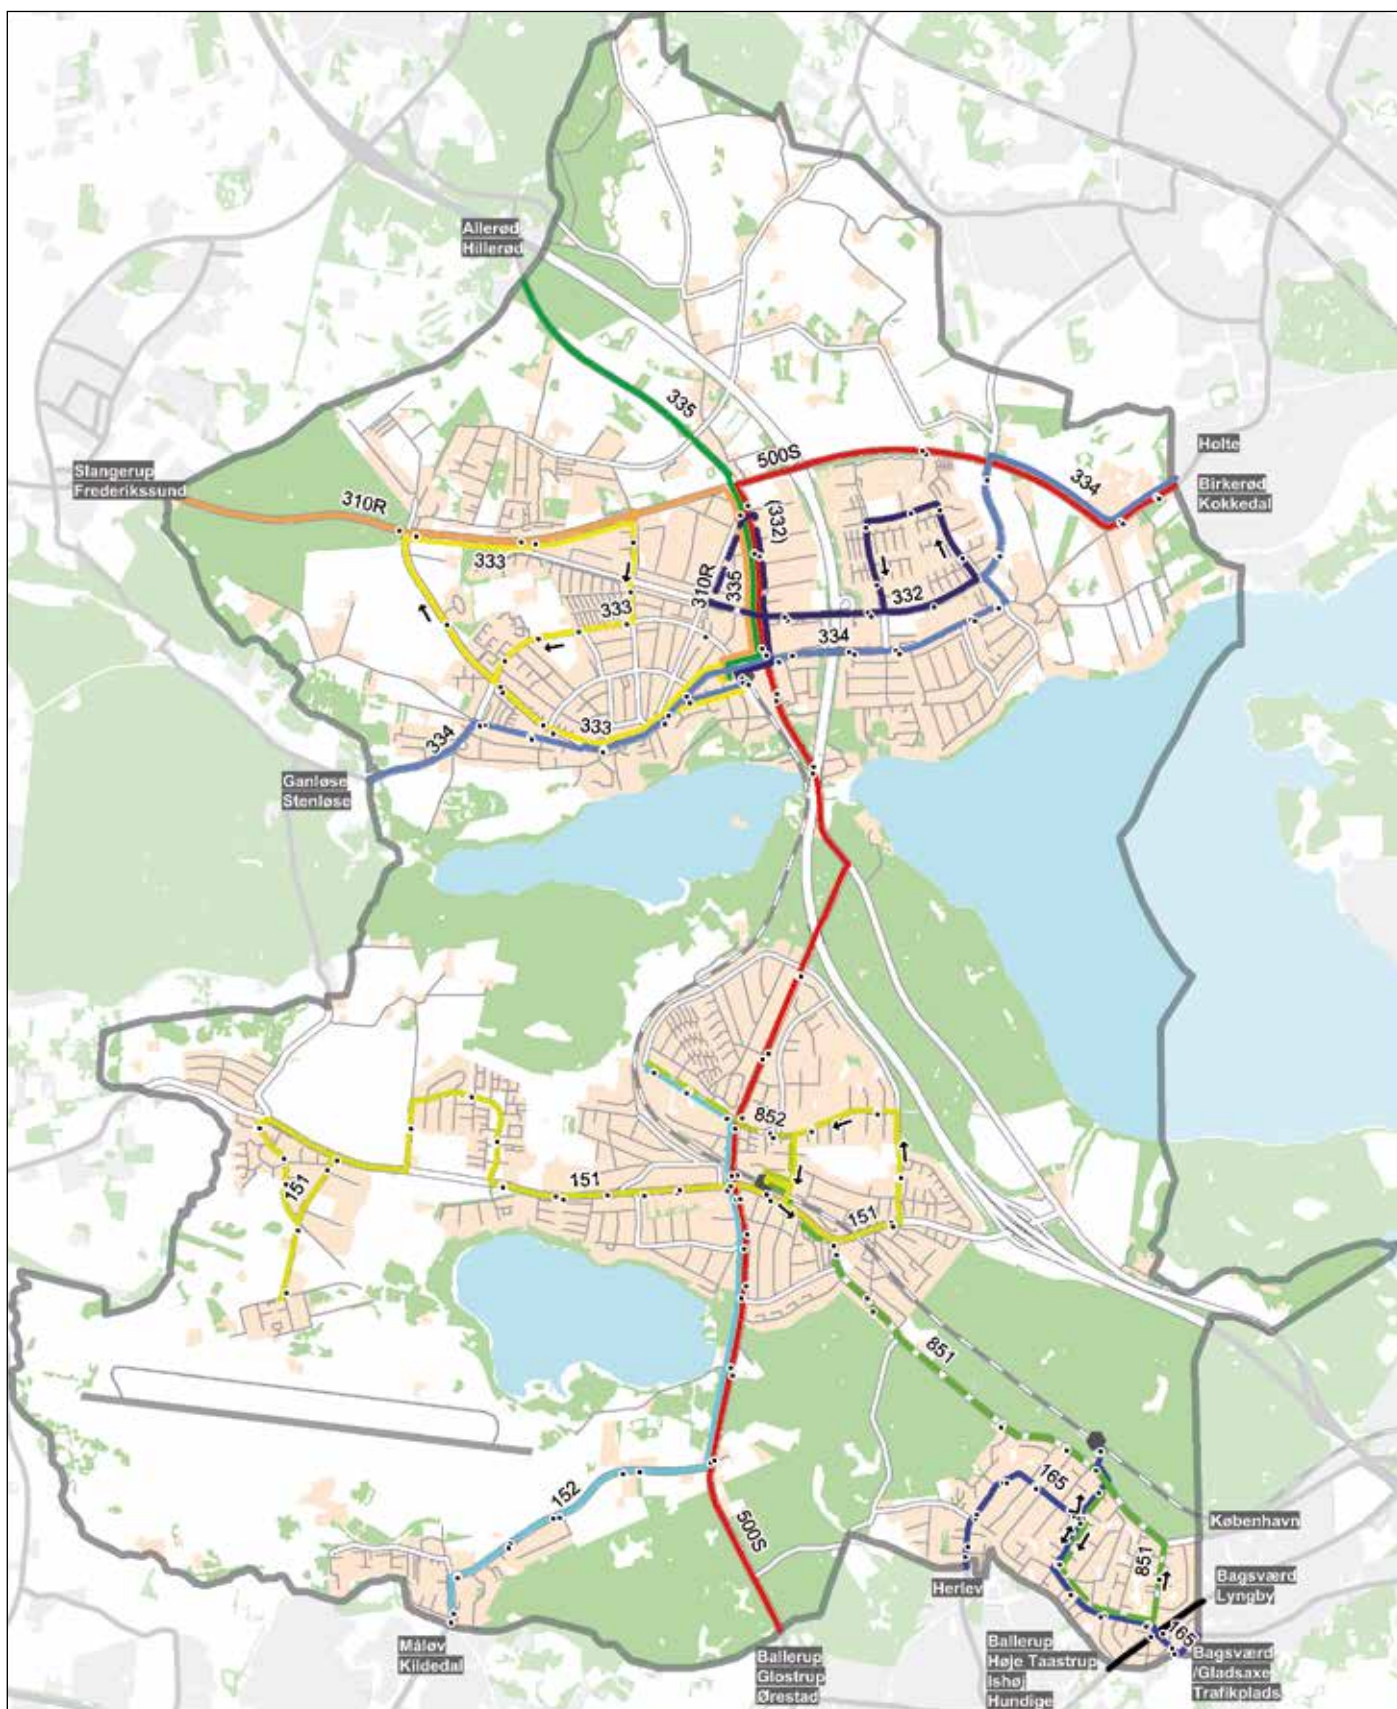 Allerød
Hillerød
335
500S
Holte
Slangerup
Frederikssund
334
Birkerød
Kokkedal
310R
(332)
333
310R
335
332
333
334
333
334
Ganløse
Stenløse
852
151
151
151
851
165
152
500S
København
851
Bagsværd
Lyngby
Herlev
165
Måløv
Kildedal
Ballerup
Glostrup
Ørestad
Ballerup
Høje Taastrup
Ishøj
Hundige
Bagsværd
/Gladsaxe
Trafikplads